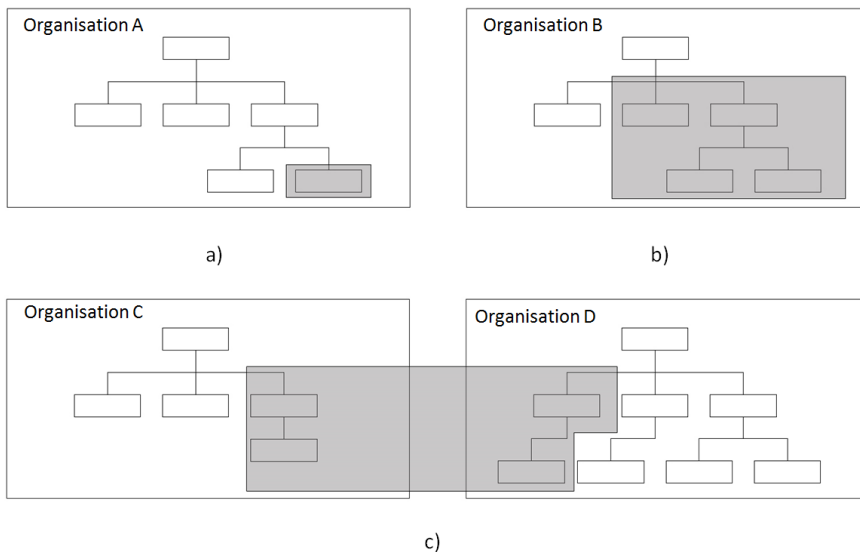 Organisation A
Organisation B
a)
b)
Organisation C
Organisation D
c)